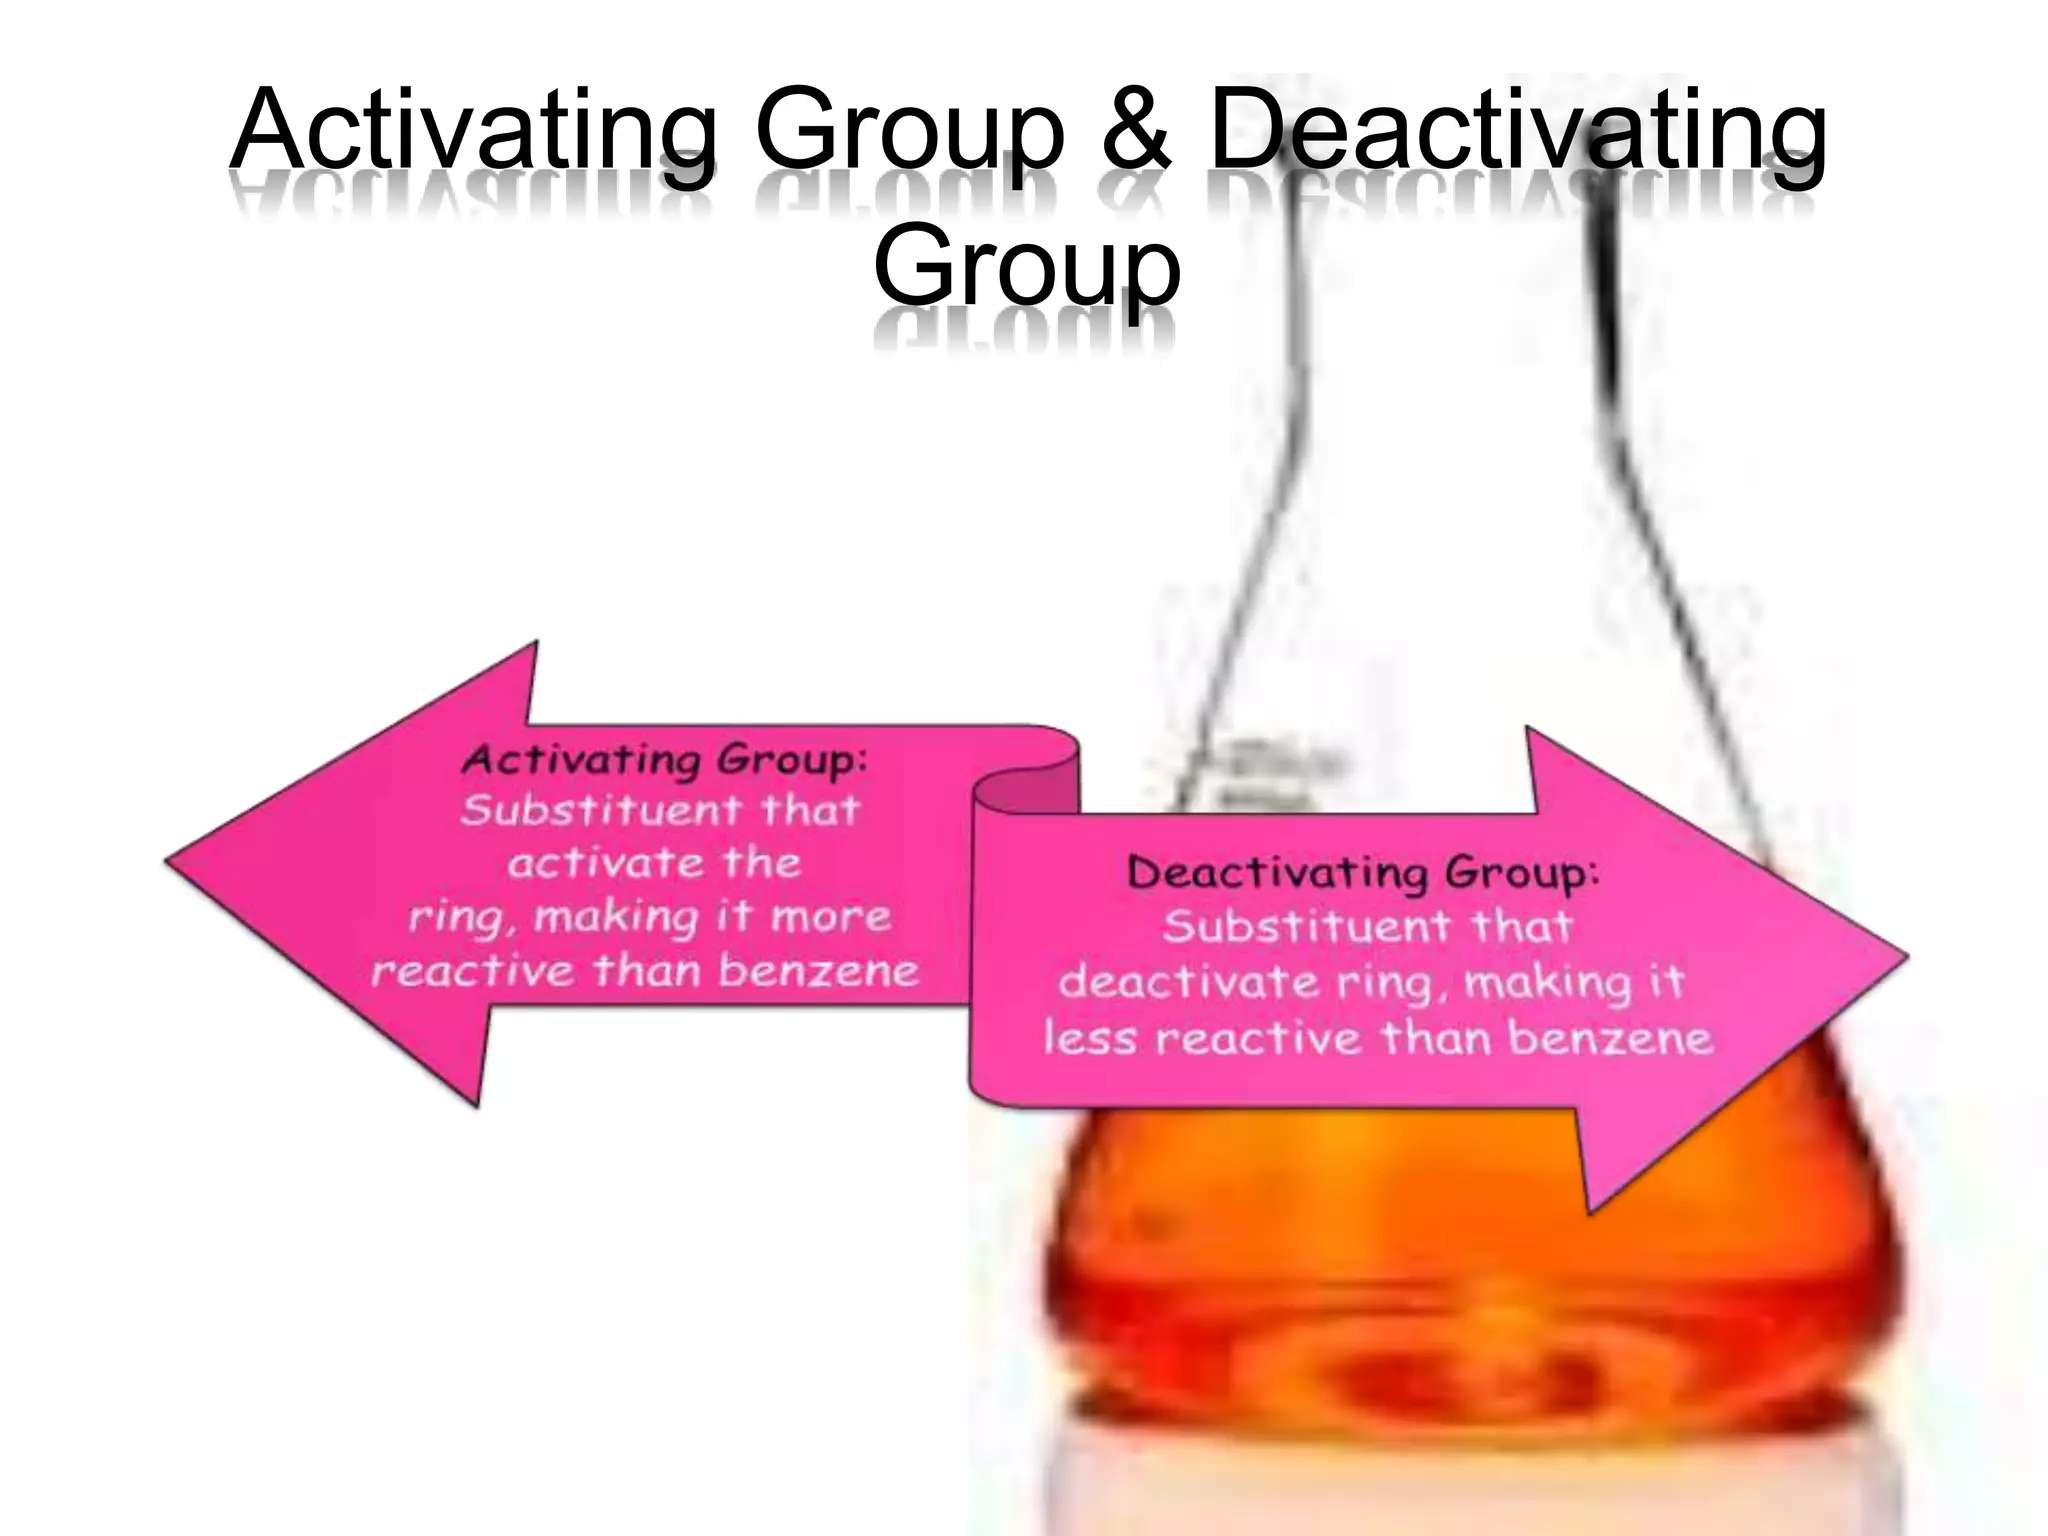 Activating Group & Deactivating
Group
Activating Group:
Substituent that
activate the
ring, making it more
reactive than benzene
Deactivating Group:
Substituent that
deactivate ring, making it
less reactive than benzene